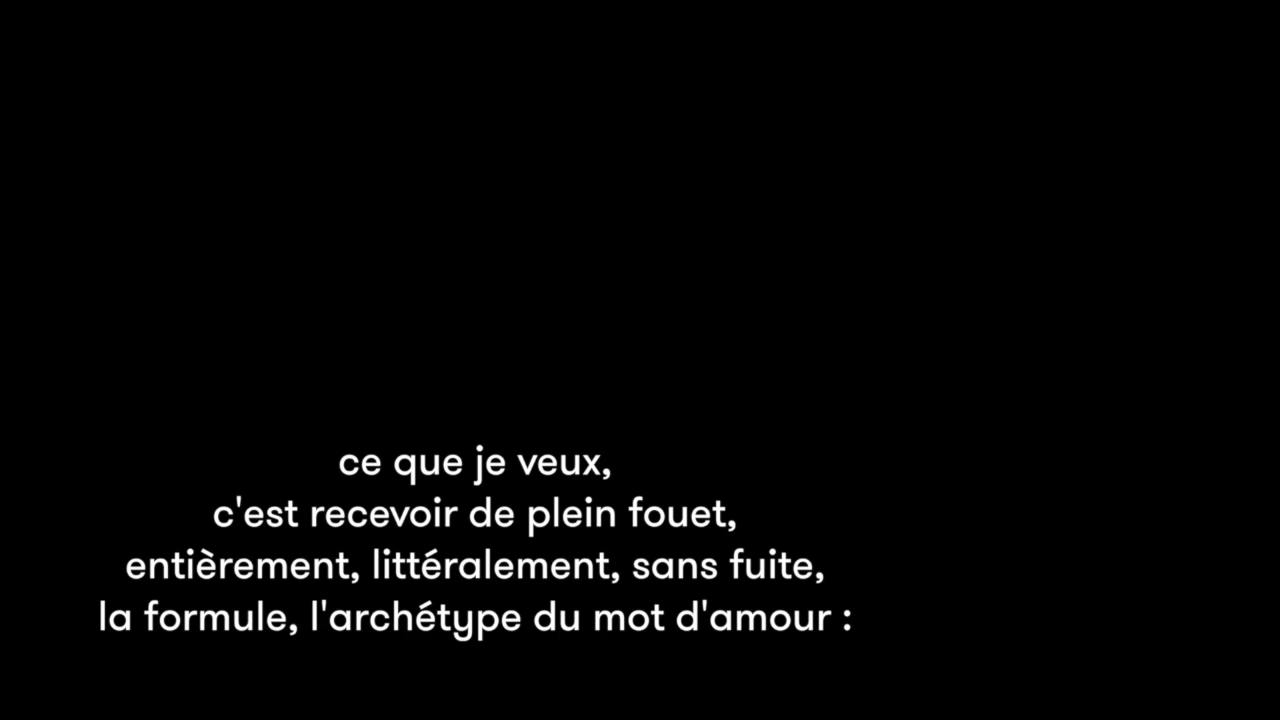 ce que je veux,
c'est recevoir de plein fouet,
entièrement, littéralement, sans fuite,
la formule, l'archétype du mot d'amour :